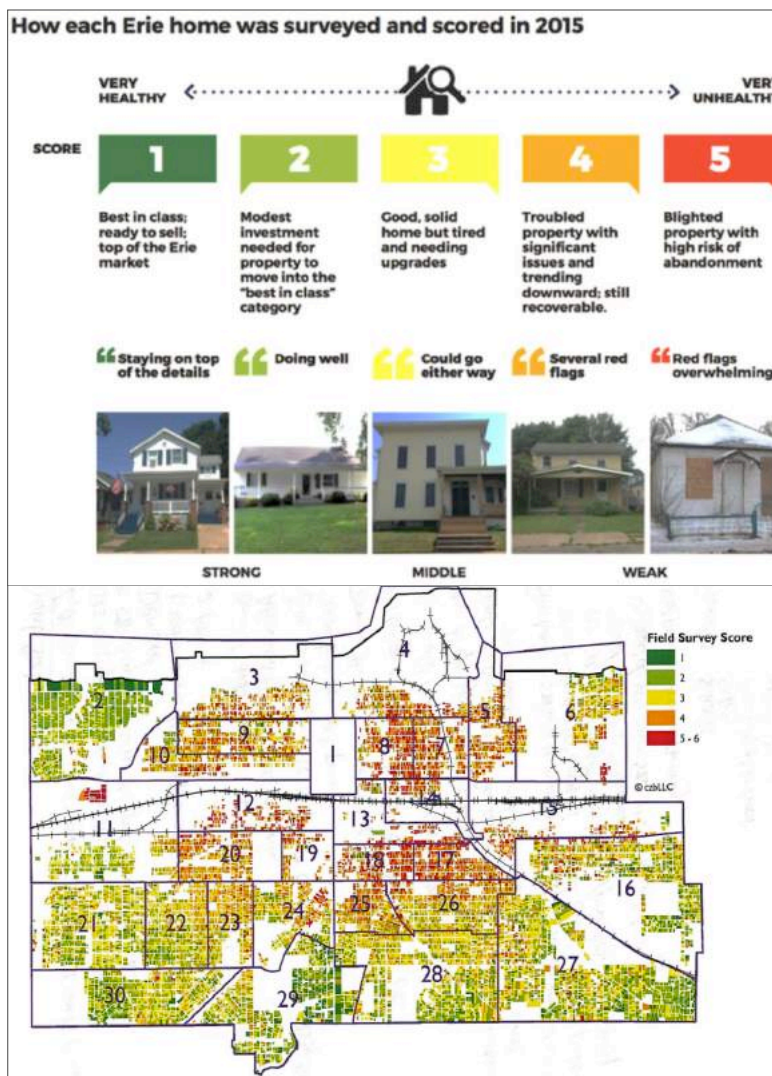 How each Erie home was surveyed and scored in 2015
VERY
HEALTHY
VERY
UNHEALTHY
SCORE
1
2
3
4
5
Best in class;
ready to sell;
top of the Erie
market
Modest
investment
needed for
property to
move into the
"best in class"
category
Good, solid
home but tired
and needing
upgrades
Troubled
property with
significant
issues and
trending
downward; still
recoverable.
Blighted
property with
high risk of
abandonment
“Staying on top
of the details
“Doing well
“Could go
either way
“Several red
flags
“Red flags
overwhelming
STRONG
MIDDLE
WEAK
Field Survey Score
1
2
3
4
5 - 6
© czbLLC
4
3
2
5
6
9
8
7
10
1
12
13
14
15
11
20
19
18
17
16
21
22
23
24
25
26
27
28
29
30